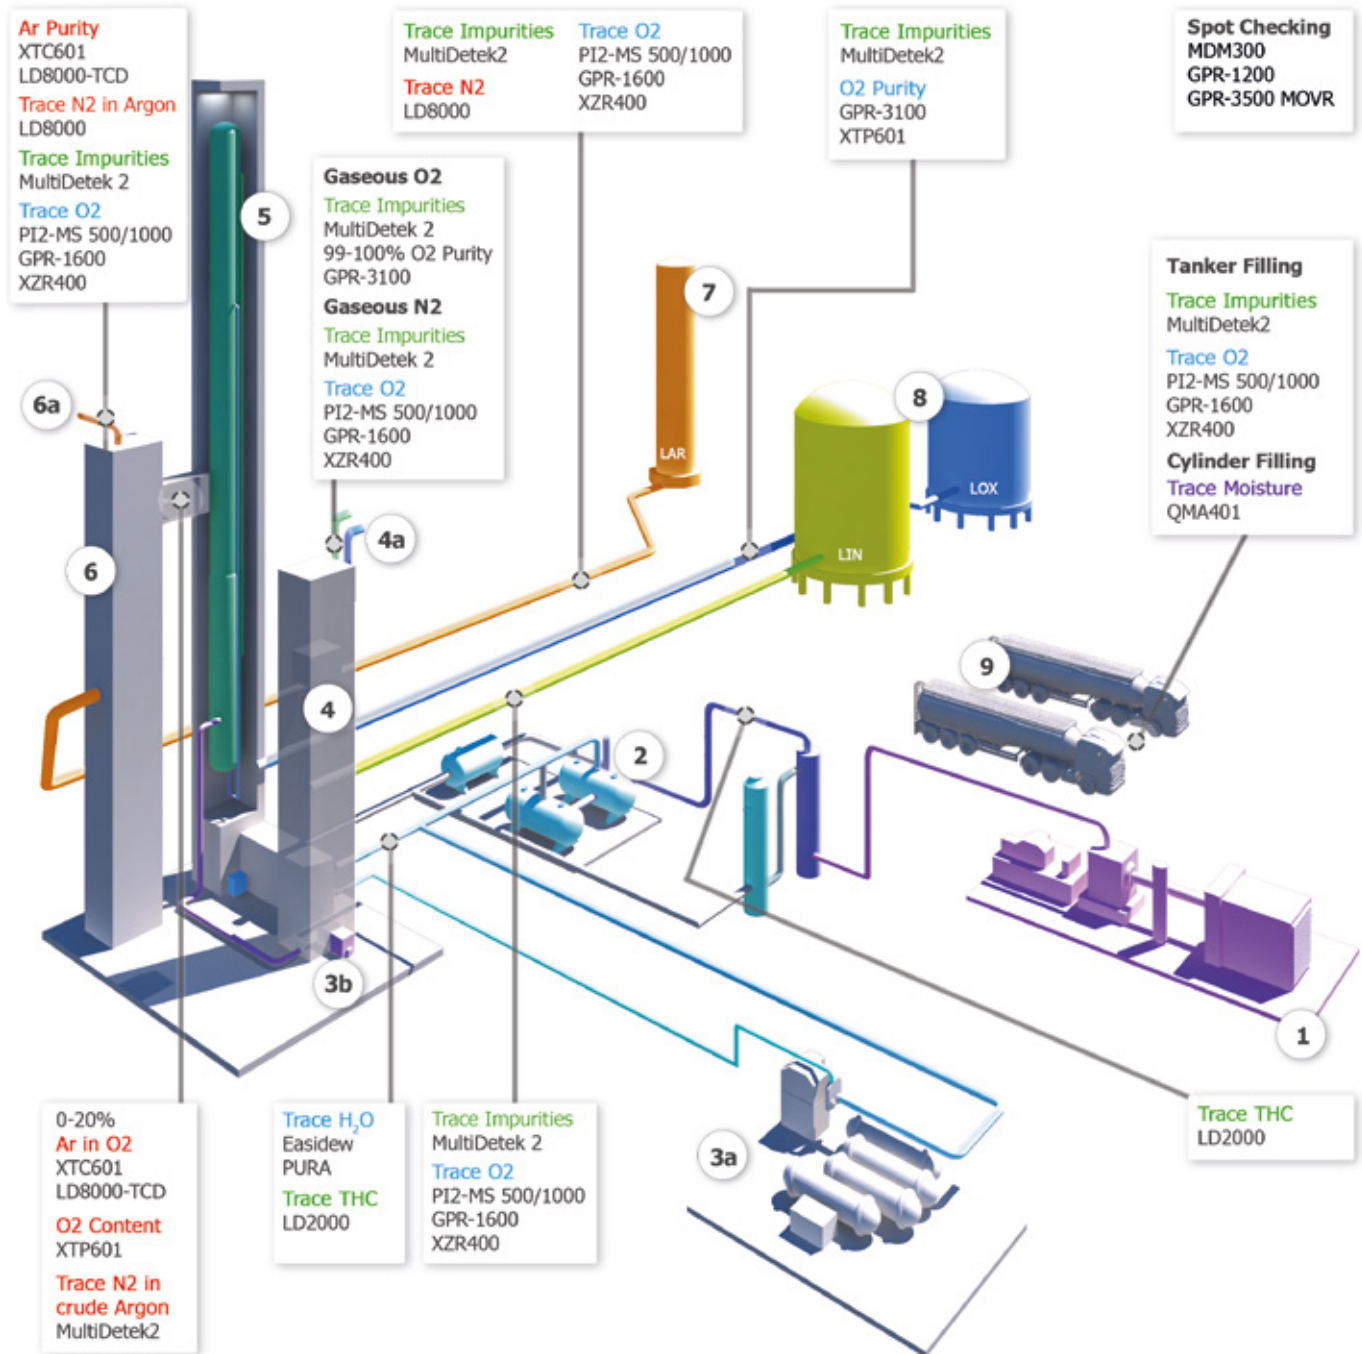 Ar Purity
XTC601
LD8000-TCD
Trace N2 in Argon
LD8000
Trace Impurities
MultiDetek 2
Trace O2
PI2-MS 500/1000
GPR-1600
XZR400
Trace Impurities
MultiDetek2
Trace N2
LD8000
Trace O2
PI2-MS 500/1000
GPR-1600
XZR400
Trace Impurities
MultiDetek2
O2 Purity
GPR-3100
XTP601
Spot Checking
MDM300
GPR-1200
GPR-3500 MOVR
Gaseous O2
Trace Impurities
MultiDetek 2
99-100% O2 Purity
GPR-3100
Gaseous N2
Trace Impurities
MultiDetek 2
Trace O2
PI2-MS 500/1000
GPR-1600
XZR400
Tanker Filling
Trace Impurities
MultiDetek2
Trace O2
PI2-MS 500/1000
GPR-1600
XZR400
Cylinder Filling
Trace Moisture
QMA401
5
7
6a
8
LAR
LOX
4a
LIN
6
9
4
2
3b
1
3a
0-20%
Ar in O2
XTC601
LD8000-TCD
O2 Content
XTP601
Trace N2 in
crude Argon
MultiDetek2
Trace H2O
Easidew
PURA
Trace THC
LD2000
Trace Impurities
MultiDetek 2
Trace O2
PI2-MS 500/1000
GPR-1600
XZR400
Trace THC
LD2000